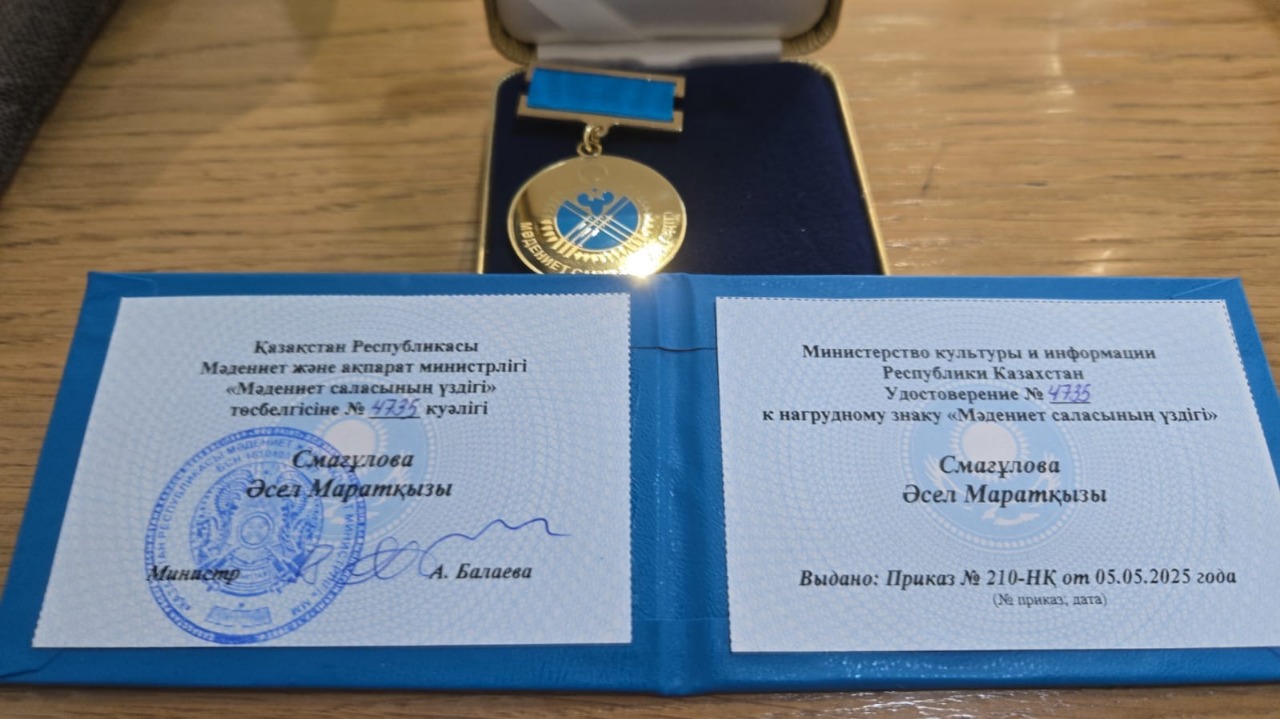 МӘДЕНИЕТ
Қазақстан Республикасы
Мәдениет және ақпарат министрлігі
«Мәдениет саласының үздігі»
төсбелгісіне № 4735 куәлігі
Смағұлова
Әсел Маратқызы
Министр А. Балаева
Министерство культуры и информации
Республики Казахстан
Удостоверение № 4735
к нагрудному знаку «Мәдениет саласының үздігі»
Смағұлова
Әсел Маратқызы
Выдано: Приказ № 210-НҚ от 05.05.2025 года
(№ приказ; дата)